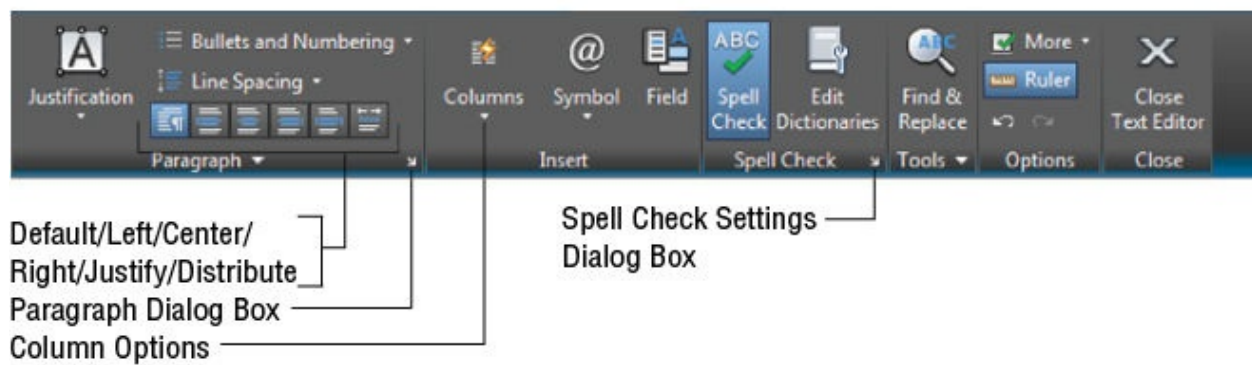 Justification
Bullets and Numbering
Line Spacing
Paragraph
Columns
Symbol
Field
Insert
ABC
Spell
Check
Edit
Dictionaries
Spell Check
ABC
Find &
Replace
Tools
More
Ruler
Options
Close
Text Editor
Close
Default/Left/Center/
Right/Justify/Distribute
Paragraph Dialog Box
Column Options
Spell Check Settings
Dialog Box